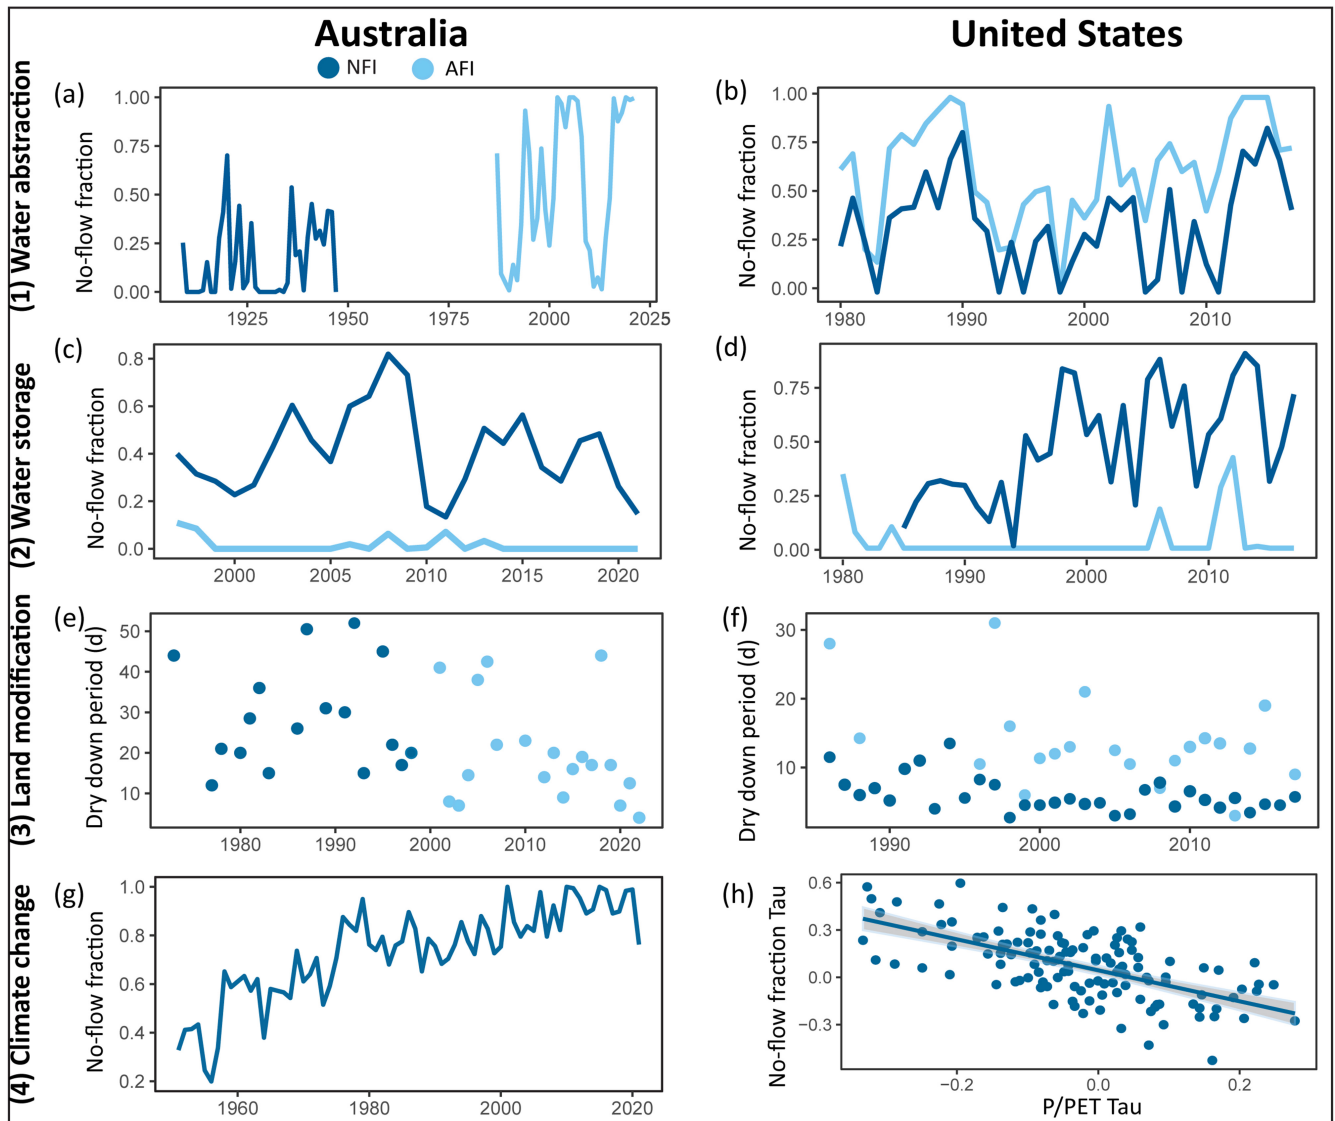 Australia
United States
NFI AFI
(1) Water abstraction
(a)
No-flow fraction
1.00
0.75
0.50
0.25
0.00
1925 1950 1975 2000 2025
(b)
No-flow fraction
1.00
0.75
0.50
0.25
0.00
1980 1990 2000 2010
(2) Water storage
(c)
No-flow fraction
0.8
0.6
0.4
0.2
0.0
2000 2005 2010 2015 2020
(d)
No-flow fraction
0.75
0.50
0.25
0.00
1980 1990 2000 2010
(3) Land modification
(e)
Dry down period (d)
50
40
30
20
10
1980 1990 2000 2010 2020
(f)
Dry down period (d)
30
20
10
1990 2000 2010
(4) Climate change
(g)
No-flow fraction
1.0
0.8
0.6
0.4
0.2
1960 1980 2000 2020
(h)
No-flow fraction Tau
0.6
0.3
0.0
−0.3
−0.2 0.0 0.2
P/PET Tau